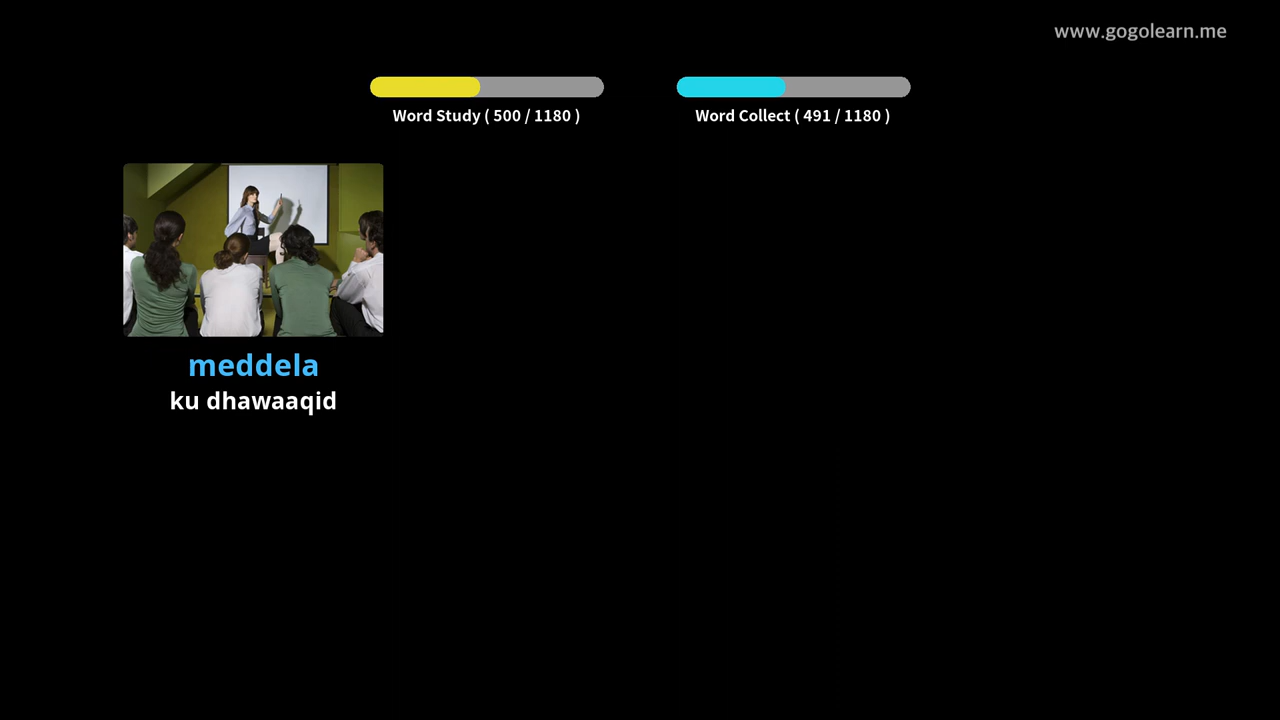 www.gogolearn.me
Word Study ( 500 / 1180 )
Word Collect ( 491 / 1180 )
meddela
ku dhawaaqid